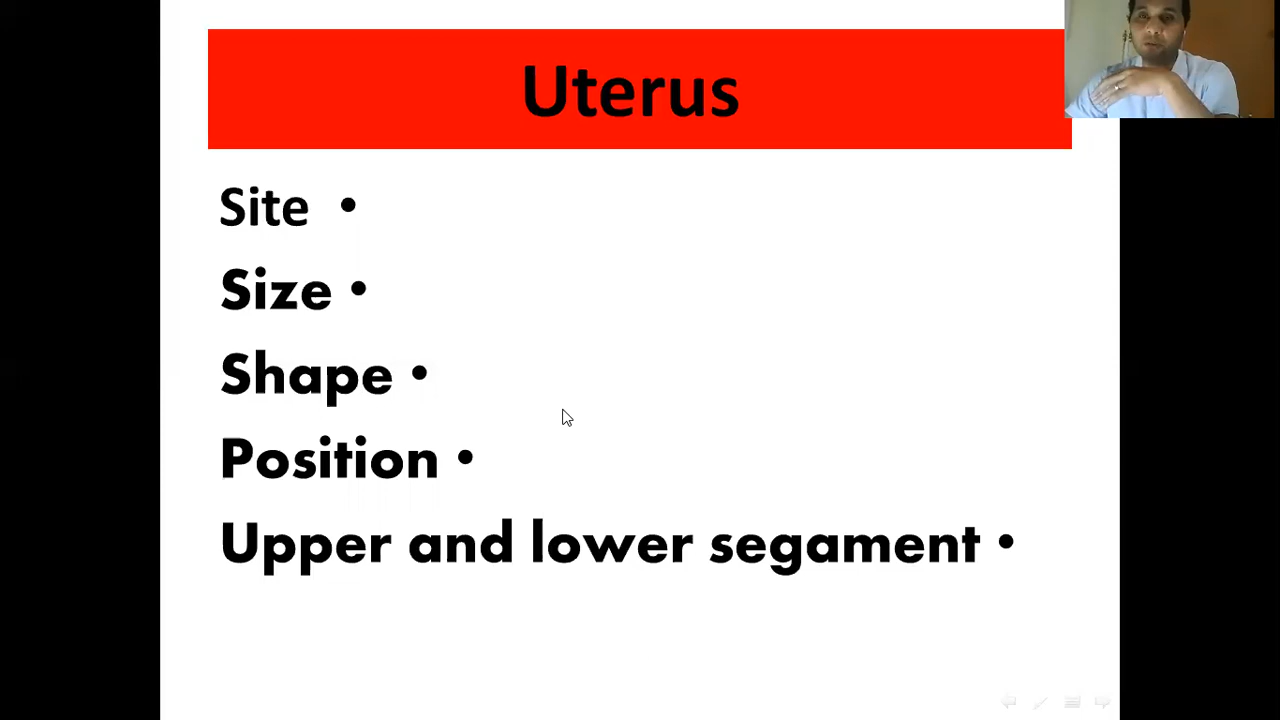 Uterus
Site •
Size •
Shape •
Position •
Upper and lower segament •